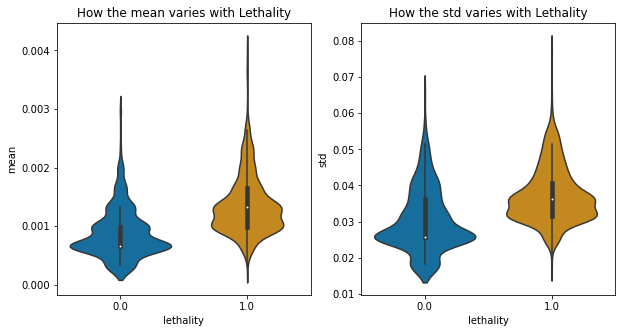 How the mean varies with Lethality
mean
0.004
0.003
0.002
0.001
0.000
0.0 1.0
lethality
How the std varies with Lethality
std
0.08
0.07
0.06
0.05
0.04
0.03
0.02
0.01
0.0 1.0
lethality